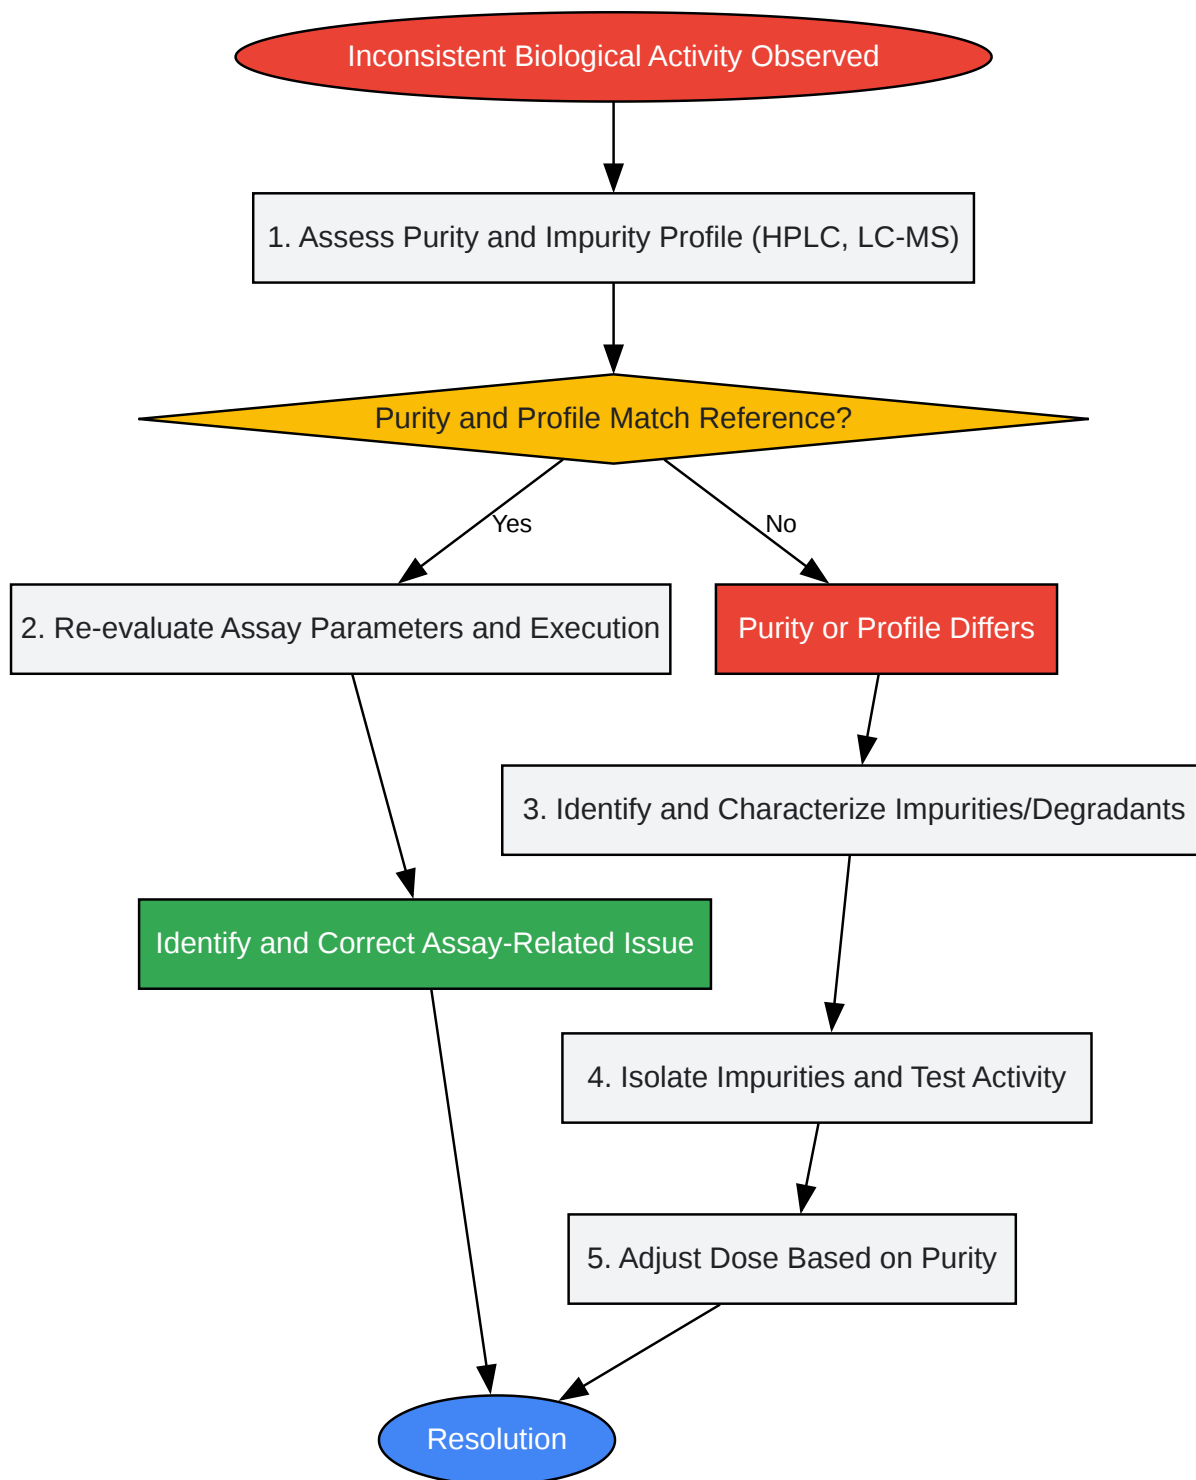 Inconsistent Biological Activity Observed
1. Assess Purity and Impurity Profile (HPLC, LC-MS)
Purity and Profile Match Reference?
Yes
No
2. Re-evaluate Assay Parameters and Execution
Purity or Profile Differs
3. Identify and Characterize Impurities/Degradants
Identify and Correct Assay-Related Issue
4. Isolate Impurities and Test Activity
5. Adjust Dose Based on Purity
Resolution